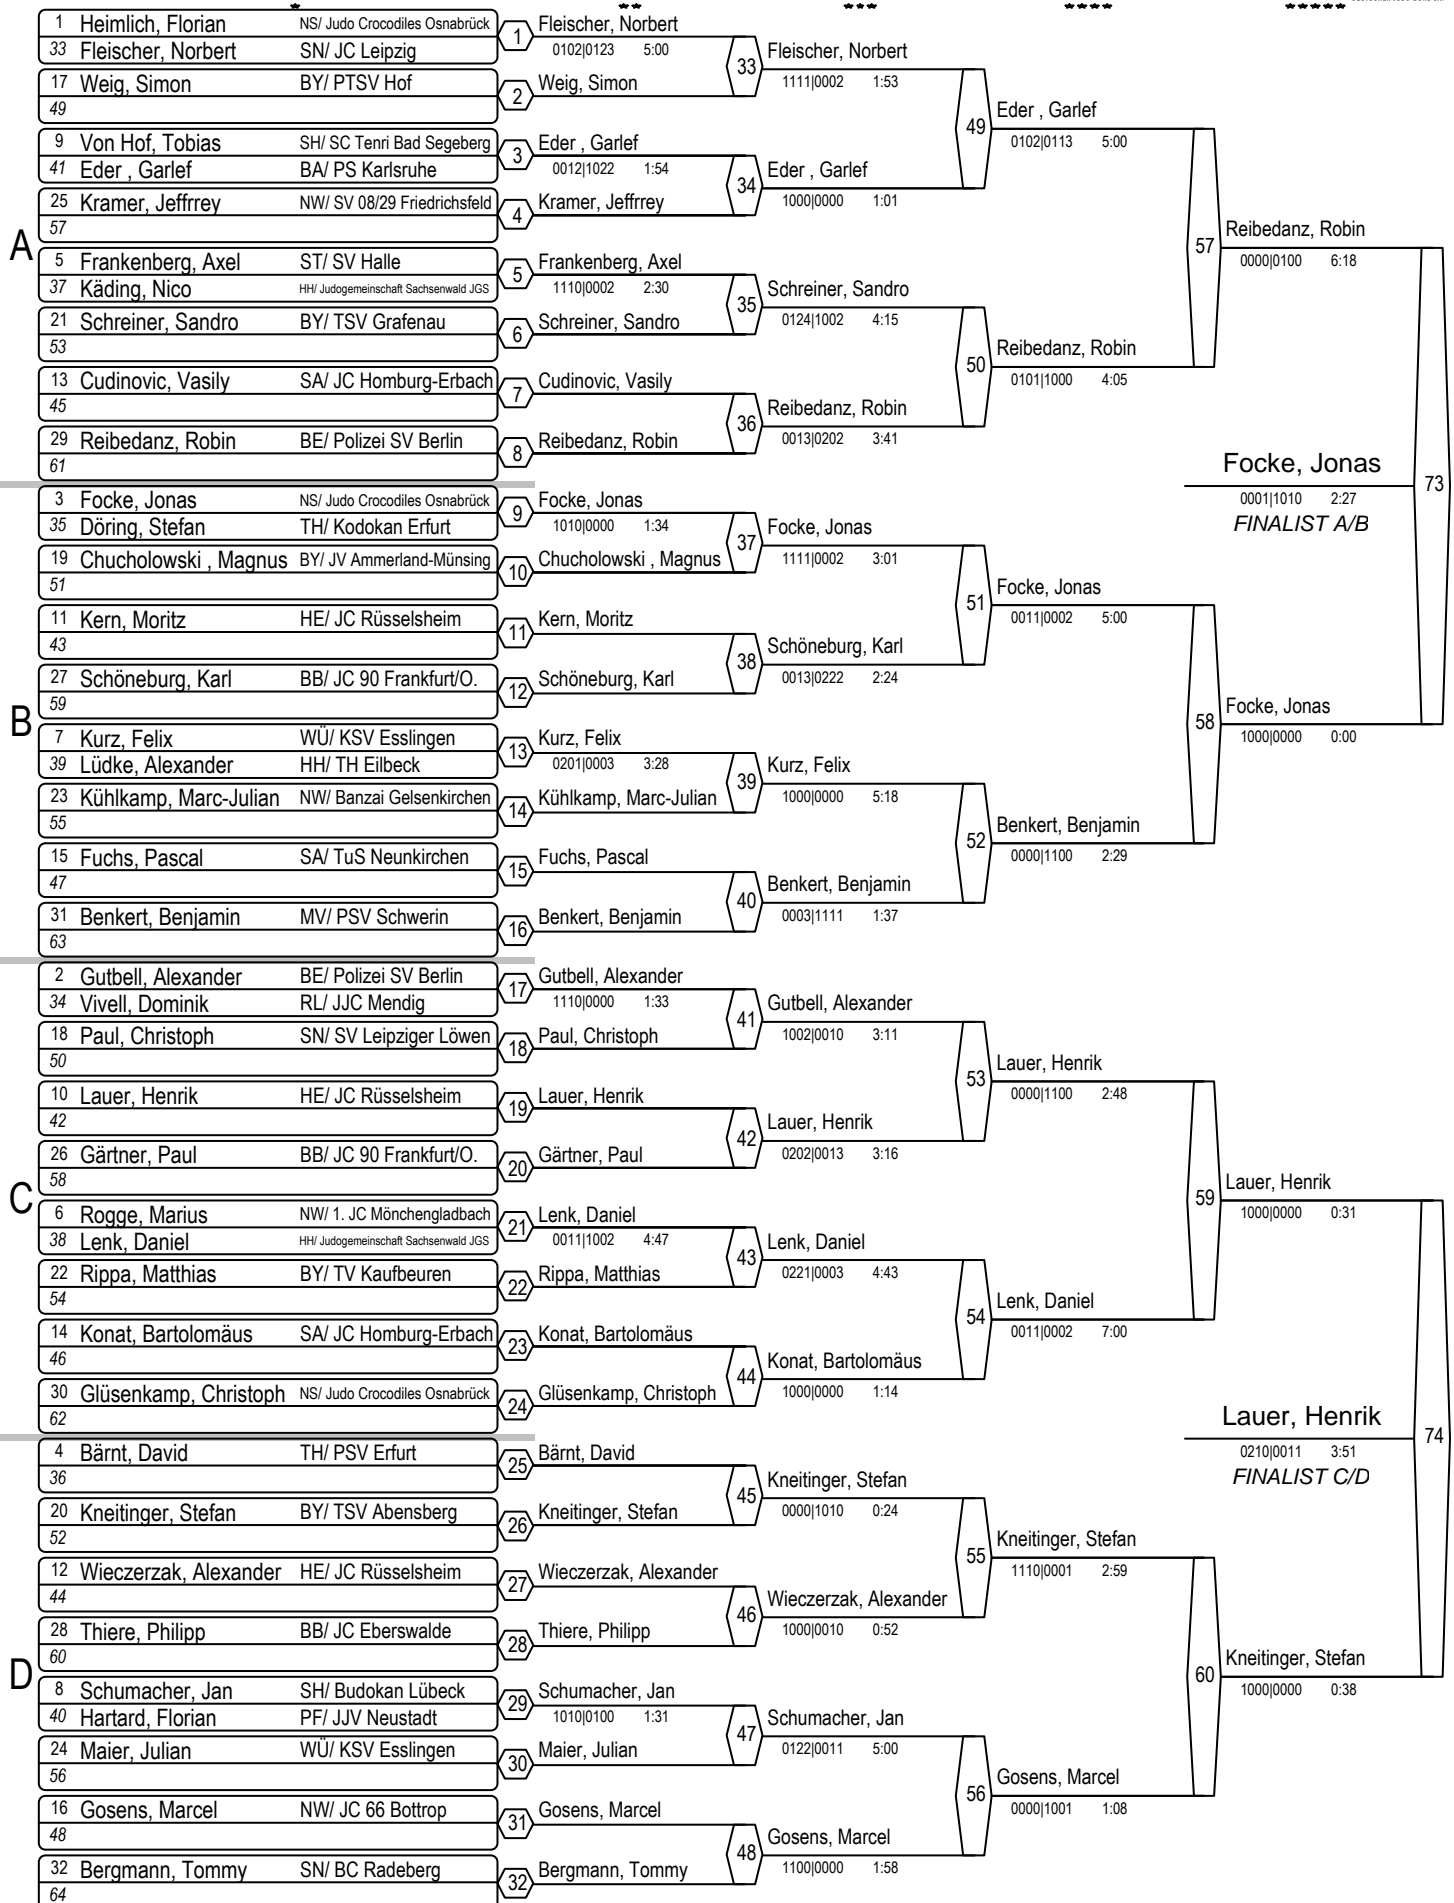 * ** *** **** *****
A
1 Heimlich, Florian NS/ Judo Crocodiles Osnabrück
33 Fleischer, Norbert SN/ JC Leipzig
17 Weig, Simon BY/ PTSV Hof
49
9 Von Hof, Tobias SH/ SC Tenri Bad Segeberg
41 Eder , Garlef BA/ PS Karlsruhe
25 Kramer, Jeffrrey NW/ SV 08/29 Friedrichsfeld
57
5 Frankenberg, Axel ST/ SV Halle
37 Käding, Nico HH/ Judogemeinschaft Sachsenwald JGS
21 Schreiner, Sandro BY/ TSV Grafenau
53
13 Cudinovic, Vasily SA/ JC Homburg-Erbach
45
29 Reibedanz, Robin BE/ Polizei SV Berlin
61
B
3 Focke, Jonas NS/ Judo Crocodiles Osnabrück
35 Döring, Stefan TH/ Kodokan Erfurt
19 Chucholowski , Magnus BY/ JV Ammerland-Münsing
51
11 Kern, Moritz HE/ JC Rüsselsheim
43
27 Schöneburg, Karl BB/ JC 90 Frankfurt/O.
59
7 Kurz, Felix WÜ/ KSV Esslingen
39 Lüdke, Alexander HH/ TH Eilbeck
23 Kühlkamp, Marc-Julian NW/ Banzai Gelsenkirchen
55
15 Fuchs, Pascal SA/ TuS Neunkirchen
47
31 Benkert, Benjamin MV/ PSV Schwerin
63
C
2 Gutbell, Alexander BE/ Polizei SV Berlin
34 Vivell, Dominik RL/ JJC Mendig
18 Paul, Christoph SN/ SV Leipziger Löwen
50
10 Lauer, Henrik HE/ JC Rüsselsheim
42
26 Gärtner, Paul BB/ JC 90 Frankfurt/O.
58
6 Rogge, Marius NW/ 1. JC Mönchengladbach
38 Lenk, Daniel HH/ Judogemeinschaft Sachsenwald JGS
22 Rippa, Matthias BY/ TV Kaufbeuren
54
14 Konat, Bartolomäus SA/ JC Homburg-Erbach
46
30 Glüsenkamp, Christoph NS/ Judo Crocodiles Osnabrück
62
D
4 Bärnt, David TH/ PSV Erfurt
36
20 Kneitinger, Stefan BY/ TSV Abensberg
52
12 Wieczerzak, Alexander HE/ JC Rüsselsheim
44
28 Thiere, Philipp BB/ JC Eberswalde
60
8 Schumacher, Jan SH/ Budokan Lübeck
40 Hartard, Florian PF/ JJV Neustadt
24 Maier, Julian WÜ/ KSV Esslingen
56
16 Gosens, Marcel NW/ JC 66 Bottrop
48
32 Bergmann, Tommy SN/ BC Radeberg
64
1 Fleischer, Norbert
0102|0123 5:00
2 Weig, Simon
3 Eder , Garlef
0012|1022 1:54
4 Kramer, Jeffrrey
5 Frankenberg, Axel
1110|0002 2:30
6 Schreiner, Sandro
7 Cudinovic, Vasily
8 Reibedanz, Robin
9 Focke, Jonas
1010|0000 1:34
10 Chucholowski , Magnus
11 Kern, Moritz
12 Schöneburg, Karl
13 Kurz, Felix
0201|0003 3:28
14 Kühlkamp, Marc-Julian
15 Fuchs, Pascal
16 Benkert, Benjamin
17 Gutbell, Alexander
1110|0000 1:33
18 Paul, Christoph
19 Lauer, Henrik
20 Gärtner, Paul
21 Lenk, Daniel
0011|1002 4:47
22 Rippa, Matthias
23 Konat, Bartolomäus
24 Glüsenkamp, Christoph
25 Bärnt, David
26 Kneitinger, Stefan
27 Wieczerzak, Alexander
28 Thiere, Philipp
29 Schumacher, Jan
1010|0100 1:31
30 Maier, Julian
31 Gosens, Marcel
32 Bergmann, Tommy
33 Fleischer, Norbert
1111|0002 1:53
34 Eder , Garlef
1000|0000 1:01
35 Schreiner, Sandro
0124|1002 4:15
36 Reibedanz, Robin
0013|0202 3:41
37 Focke, Jonas
1111|0002 3:01
38 Schöneburg, Karl
0013|0222 2:24
39 Kurz, Felix
1000|0000 5:18
40 Benkert, Benjamin
0003|1111 1:37
41 Gutbell, Alexander
1002|0010 3:11
42 Lauer, Henrik
0202|0013 3:16
43 Lenk, Daniel
0221|0003 4:43
44 Konat, Bartolomäus
1000|0000 1:14
45 Kneitinger, Stefan
0000|1010 0:24
46 Wieczerzak, Alexander
1000|0010 0:52
47 Schumacher, Jan
0122|0011 5:00
48 Gosens, Marcel
1100|0000 1:58
49 Eder , Garlef
0102|0113 5:00
50 Reibedanz, Robin
0101|1000 4:05
51 Focke, Jonas
0011|0002 5:00
52 Benkert, Benjamin
0000|1100 2:29
53 Lauer, Henrik
0000|1100 2:48
54 Lenk, Daniel
0011|0002 7:00
55 Kneitinger, Stefan
1110|0001 2:59
56 Gosens, Marcel
0000|1001 1:08
57 Reibedanz, Robin
0000|0100 6:18
58 Focke, Jonas
1000|0000 0:00
59 Lauer, Henrik
1000|0000 0:31
60 Kneitinger, Stefan
1000|0000 0:38
Focke, Jonas 73
0001|1010 2:27
FINALIST A/B
Lauer, Henrik 74
0210|0011 3:51
FINALIST C/D